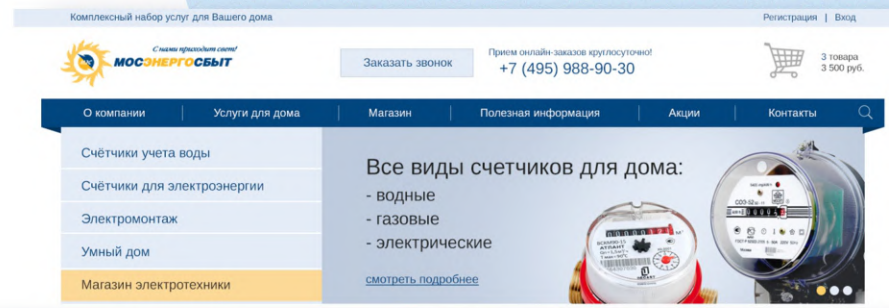 Комплексный набор услуг для Вашего дома
Регистрация | Вход
С нами приходит свет!
МОСЭНЕРГОСБЫТ
Заказать звонок
Прием онлайн-заказов круглосуточно!
+7 (495) 988-90-30
3 товара
3 500 руб.
О компании
Услуги для дома
Магазин
Полезная информация
Акции
Контакты
Счётчики учета воды
Счётчики для электроэнергии
Электромонтаж
Умный дом
Магазин электротехники
Все виды счетчиков для дома:
- водные
- газовые
- электрические
смотреть подробнее
АТЛАНТ